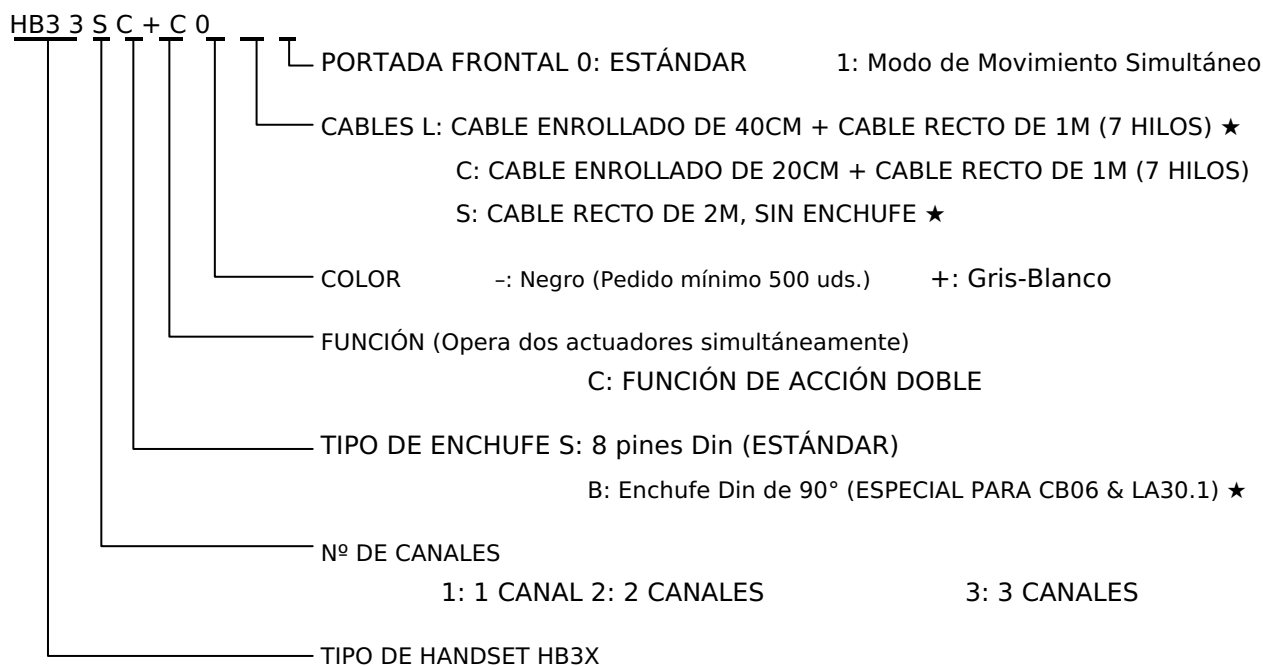 HB3 3 S C + C 0
PORTADA FRONTAL 0: ESTÁNDAR 1: Modo de Movimiento Simultáneo
CABLES L: CABLE ENROLLADO DE 40CM + CABLE RECTO DE 1M (7 HILOS) ★
C: CABLE ENROLLADO DE 20CM + CABLE RECTO DE 1M (7 HILOS)
S: CABLE RECTO DE 2M, SIN ENCHUFE ★
COLOR –: Negro (Pedido mínimo 500 uds.) +: Gris-Blanco
FUNCIÓN (Opera dos actuadores simultáneamente)
C: FUNCIÓN DE ACCIÓN DOBLE
TIPO DE ENCHUFE S: 8 pines Din (ESTÁNDAR)
B: Enchufe Din de 90° (ESPECIAL PARA CB06 & LA30.1) ★
Nº DE CANALES
1: 1 CANAL 2: 2 CANALES 3: 3 CANALES
TIPO DE HANDSET HB3X